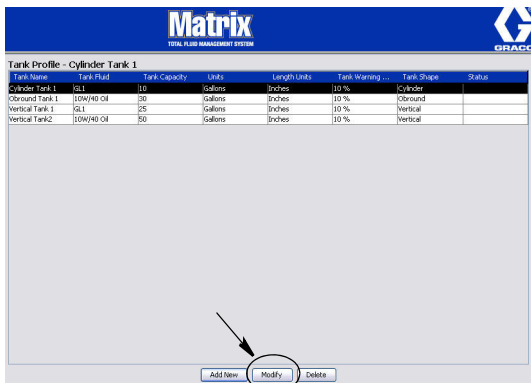 Matrix
TOTAL FLUID MANAGEMENT SYSTEM
GRACO
Tank Profile - Cylinder Tank 1
Tank Name Tank Fluid Tank Capacity Units Length Units Tank Warning ... Tank Shape Status
Cylinder Tank 1 GL1 10 Gallons Inches 10 % Cylinder
Obround Tank 1 10W/40 Oil 30 Gallons Inches 10 % Obround
Vertical Tank 1 GL1 25 Gallons Inches 10 % Vertical
Vertical Tank2 10W/40 Oil 50 Gallons Inches 10 % Vertical
Add New Modify Delete